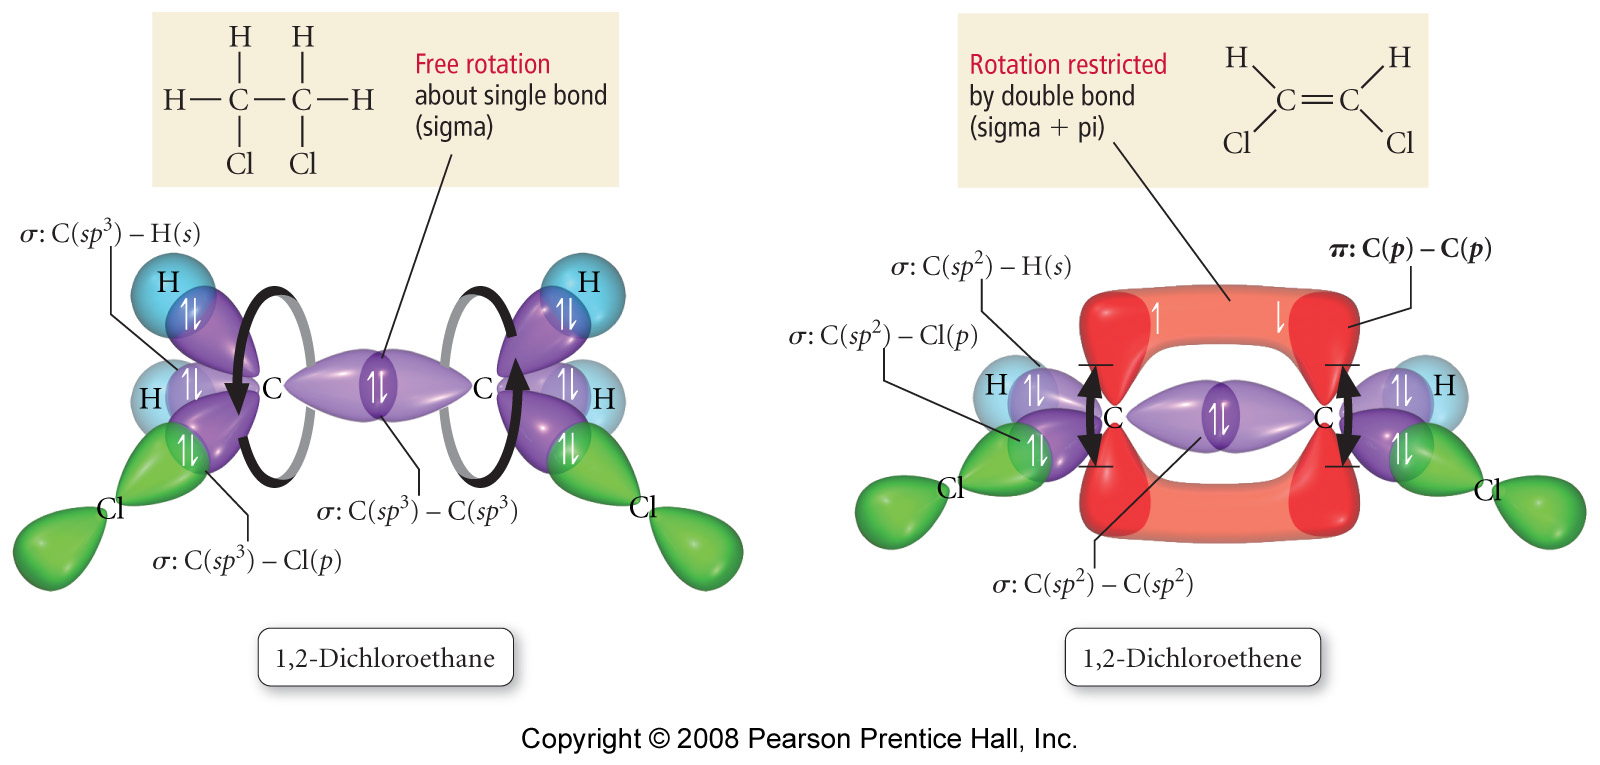 H H
H C C H
Cl Cl
Free rotation
about single bond
(sigma)
σ: C(sp³) – H(s)
H
H
H
H
C
C
Cl
Cl
σ: C(sp³) – C(sp³)
σ: C(sp³) – Cl(p)
1,2-Dichloroethane
Rotation restricted
by double bond
(sigma + pi)
H H
C=C
Cl Cl
π: C(p) – C(p)
σ: C(sp²) – H(s)
σ: C(sp²) – Cl(p)
H
H
C
C
Cl
Cl
σ: C(sp²) – C(sp²)
1,2-Dichloroethene
Copyright © 2008 Pearson Prentice Hall, Inc.